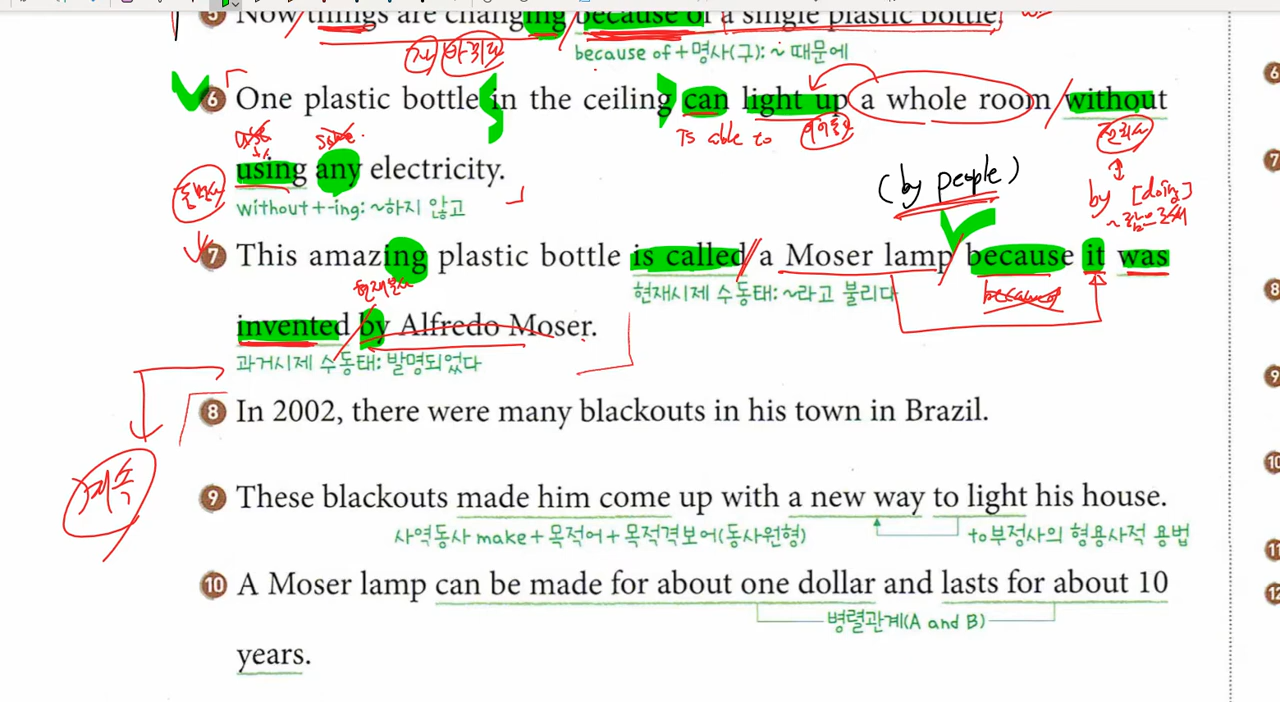 5 Now things are changing because of a single plastic bottle,
because of + 명사(구): ~ 때문에
6 One plastic bottle in the ceiling can light up a whole room without
is able to
using any electricity.
without + -ing: ~하지 않고
(by people)
by [doing]
7 This amazing plastic bottle is called a Moser lamp because it was
현재시제 수동태: ~라고 불리다
invented by Alfredo Moser.
과거시제 수동태: 발명되었다
8 In 2002, there were many blackouts in his town in Brazil.
9 These blackouts made him come up with a new way to light his house.
사역동사 make + 목적어 + 목적격보어(동사원형) to부정사의 형용사적 용법
10 A Moser lamp can be made for about one dollar and lasts for about 10
병렬관계(A and B)
years.